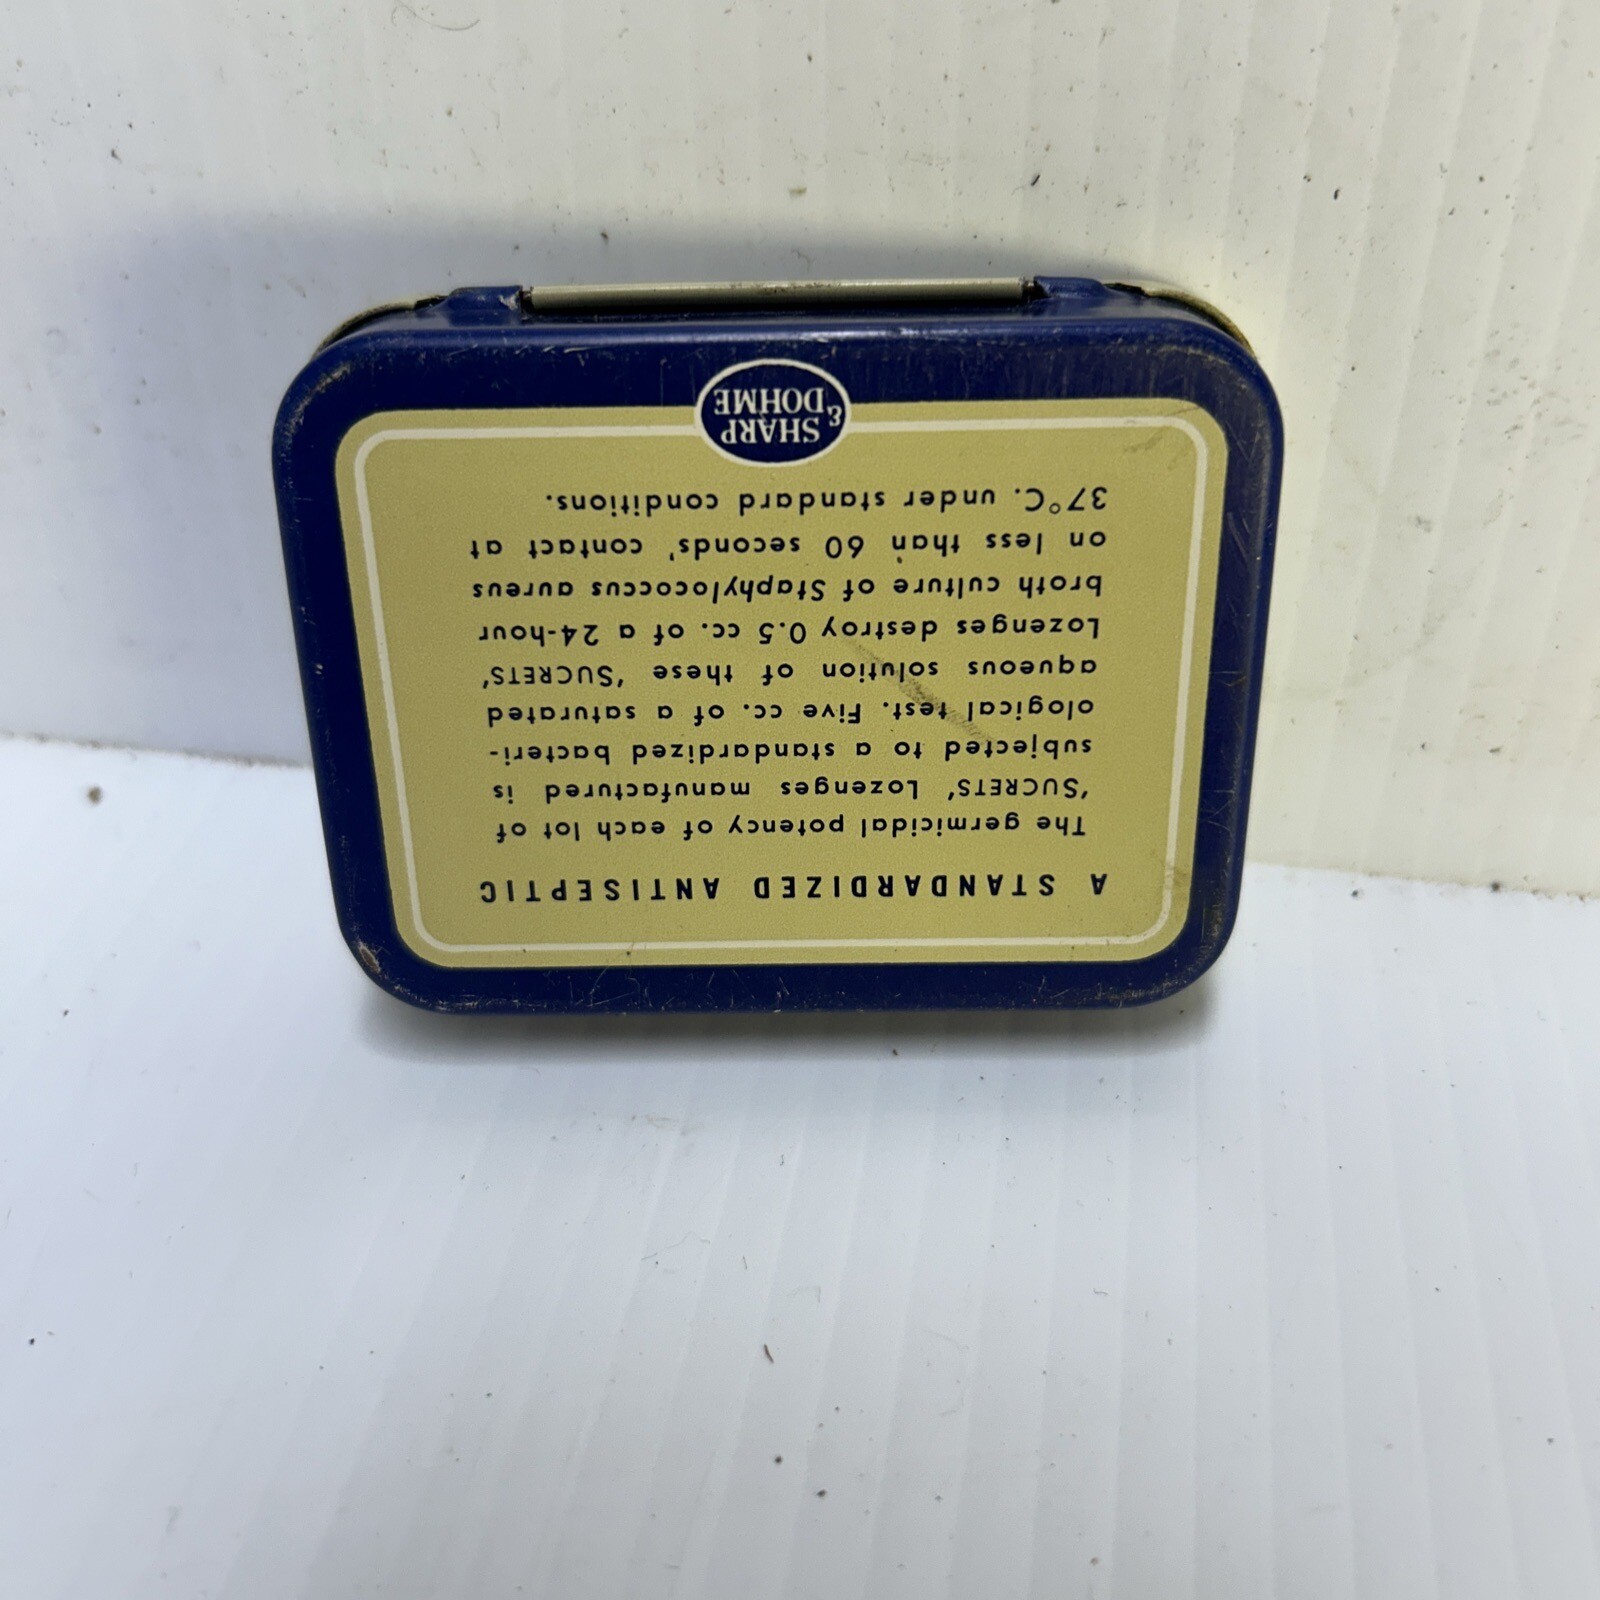 A STANDARDIZED ANTISEPTIC
The germicidal potency of each lot of
'SUCRETS' Lozenges manufactured is
subjected to a standardized bacteri-
ological test. Five cc. of a saturated
aqueous solution of these 'SUCRETS'
Lozenges destroy 0.5 cc. of a 24-hour
broth culture of Staphylococcus aureus
on less than 60 seconds' contact at
37°C. under standard conditions.
SHARP
&
DOHME